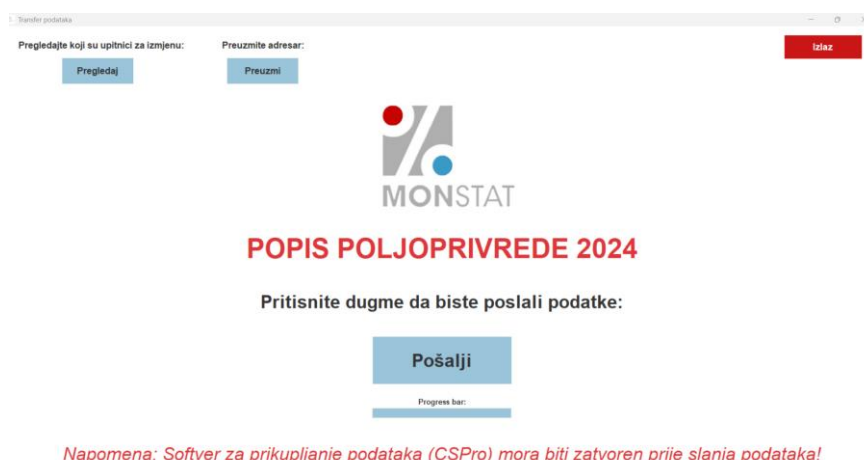 Transfer podataka
Pregledajte koji su upitnici za izmjenu: Preuzmite adresar:
Izlaz
Pregledaj Preuzmi
MONSTAT
POPIS POLJOPRIVREDE 2024
Pritisnite dugme da biste poslali podatke:
Pošalji
Progress bar:
Napomena: Softver za prikupljanje podataka (CSPro) mora biti zatvoren prije slanja podataka!